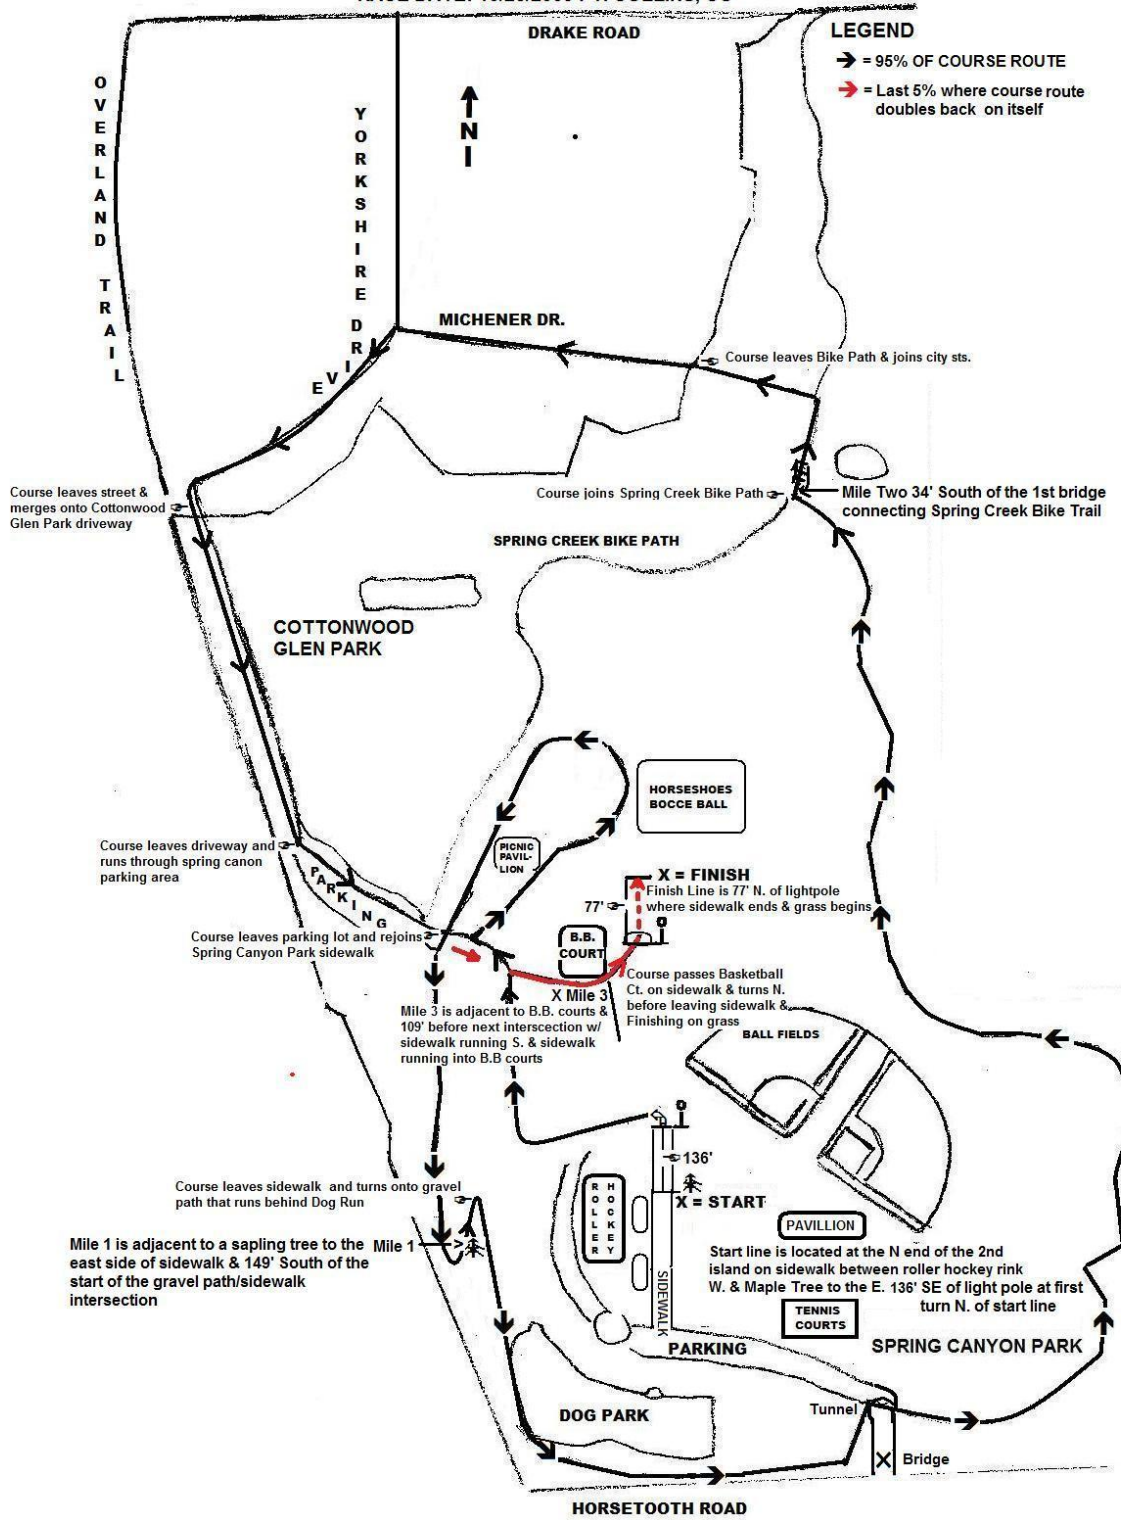 DRAKE ROAD
LEGEND
= 95% OF COURSE ROUTE
= Last 5% where course route
doubles back on itself
OVERLAND TRAIL
YORKSHIRE DRIVE
N
MICHENER DR.
Course leaves Bike Path & joins city sts.
Course leaves street &
merges onto Cottonwood
Glen Park driveway
Course joins Spring Creek Bike Path
Mile Two 34' South of the 1st bridge
connecting Spring Creek Bike Trail
SPRING CREEK BIKE PATH
COTTONWOOD
GLEN PARK
HORSESHOES
BOCCE BALL
Course leaves driveway and
runs through spring canon
parking area
PICNIC
PAVIL-
LION
PARKING
X = FINISH
Finish Line is 77' N. of lightpole
where sidewalk ends & grass begins
77'
Course leaves parking lot and rejoins
Spring Canyon Park sidewalk
B.B.
COURT
Course passes Basketball
Ct. on sidewalk & turns N.
before leaving sidewalk &
Finishing on grass
X Mile 3
Mile 3 is adjacent to B.B. courts &
109' before next interscection w/
sidewalk running S. & sidewalk
running into B.B courts
BALL FIELDS
136'
Course leaves sidewalk and turns onto gravel
path that runs behind Dog Run
ROLLER
HOCKEY
X = START
PAVILLION
Mile 1 is adjacent to a sapling tree to the
east side of sidewalk & 149' South of the
start of the gravel path/sidewalk
intersection
Mile 1
Start line is located at the N end of the 2nd
island on sidewalk between roller hockey rink
W. & Maple Tree to the E. 136' SE of light pole at first
turn N. of start line
SIDEWALK
TENNIS
COURTS
PARKING
SPRING CANYON PARK
DOG PARK
Tunnel
X Bridge
HORSETOOTH ROAD